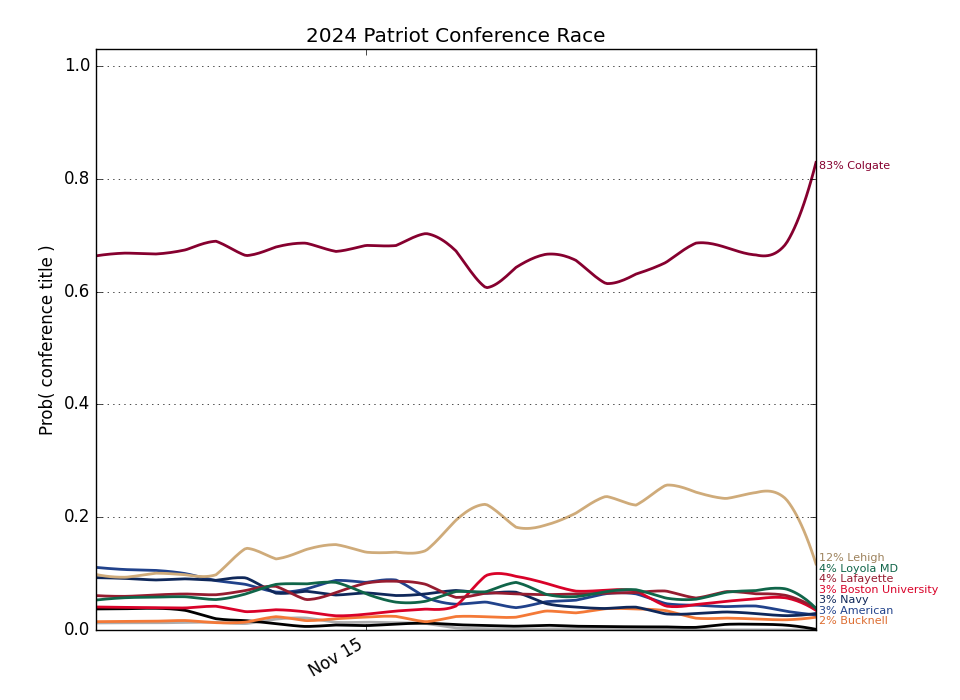 2024 Patriot Conference Race
Prob( conference title )
1.0
0.8
0.6
0.4
0.2
0.0
Nov 15
83% Colgate
12% Lehigh
4% Loyola MD
4% Lafayette
3% Boston University
3% Navy
3% American
2% Bucknell